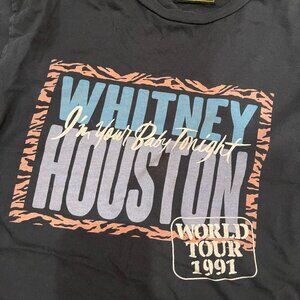 WHITNEY
I'm Your Baby Tonight
HOUSTON
WORLD
TOUR
1991